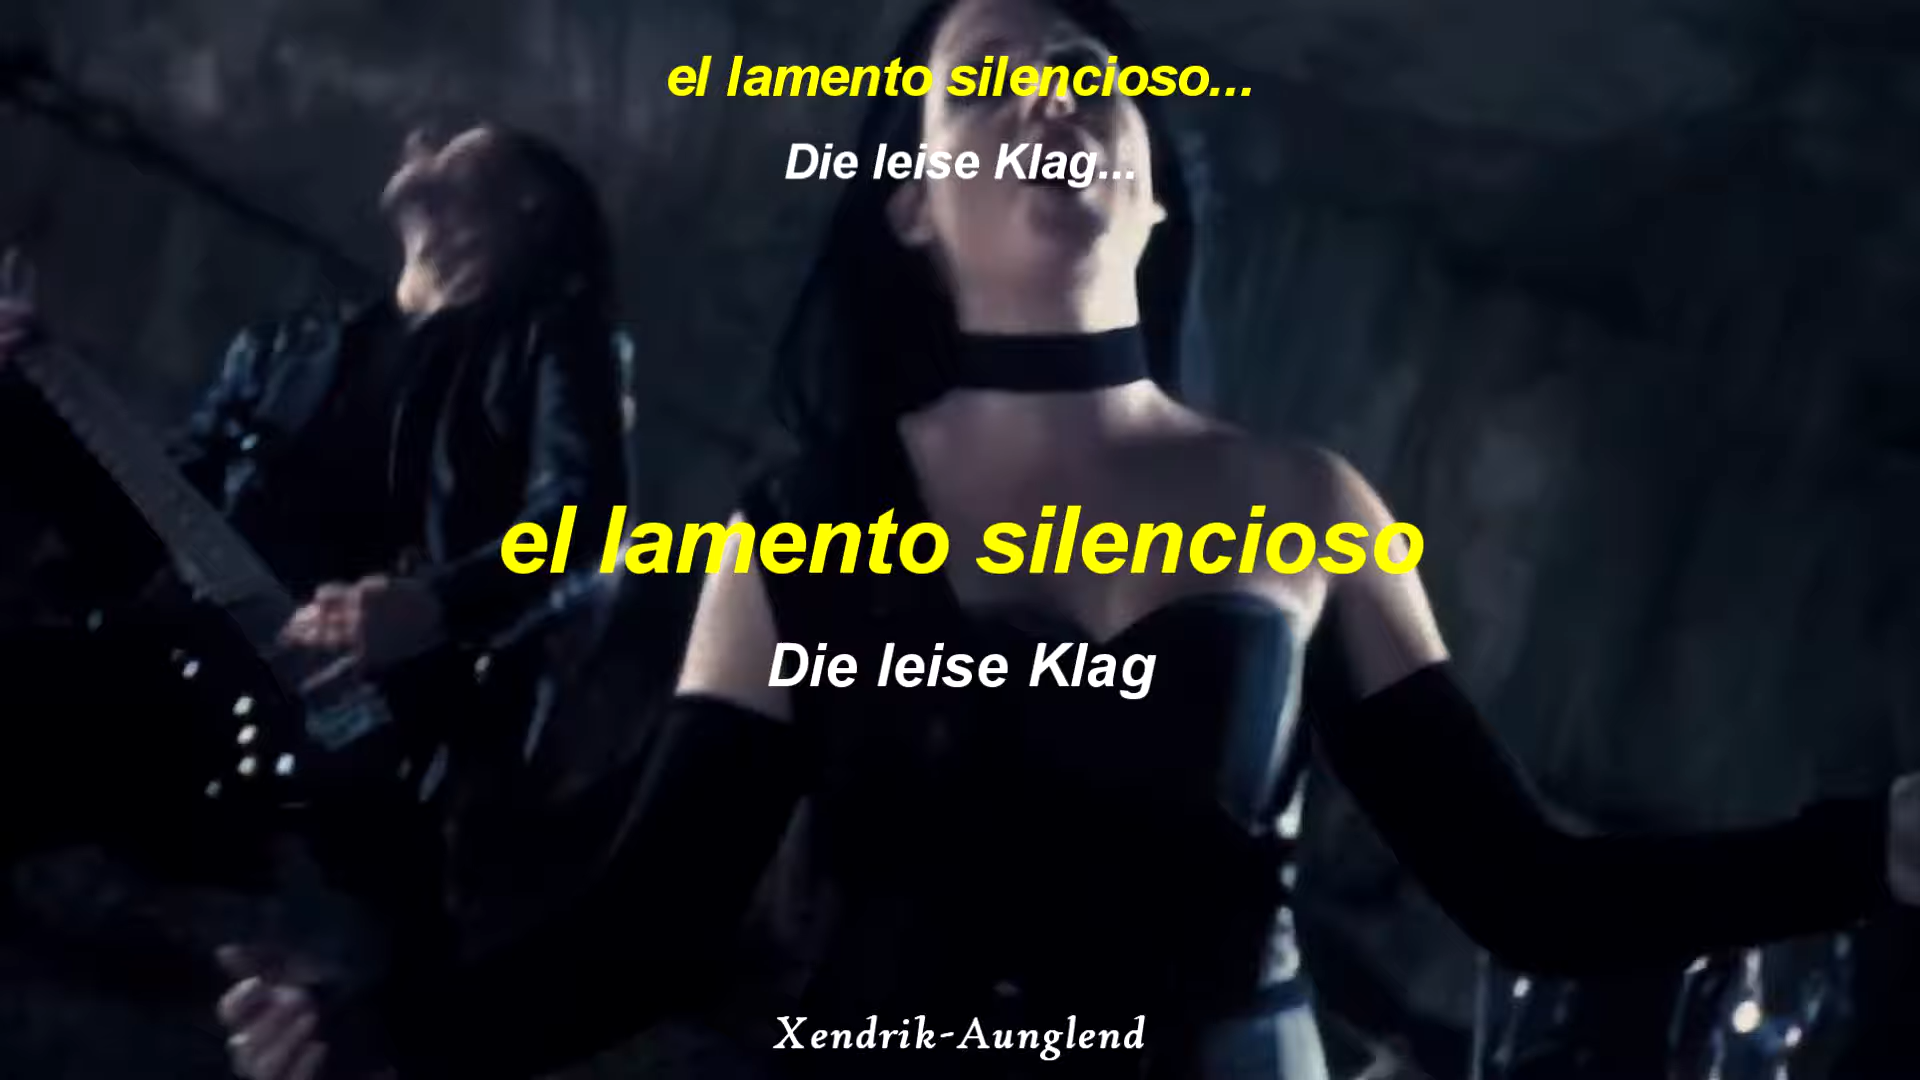 el lamento silencioso...
Die leise Klag...
el lamento silencioso
Die leise Klag
Xendrik-Aunglend